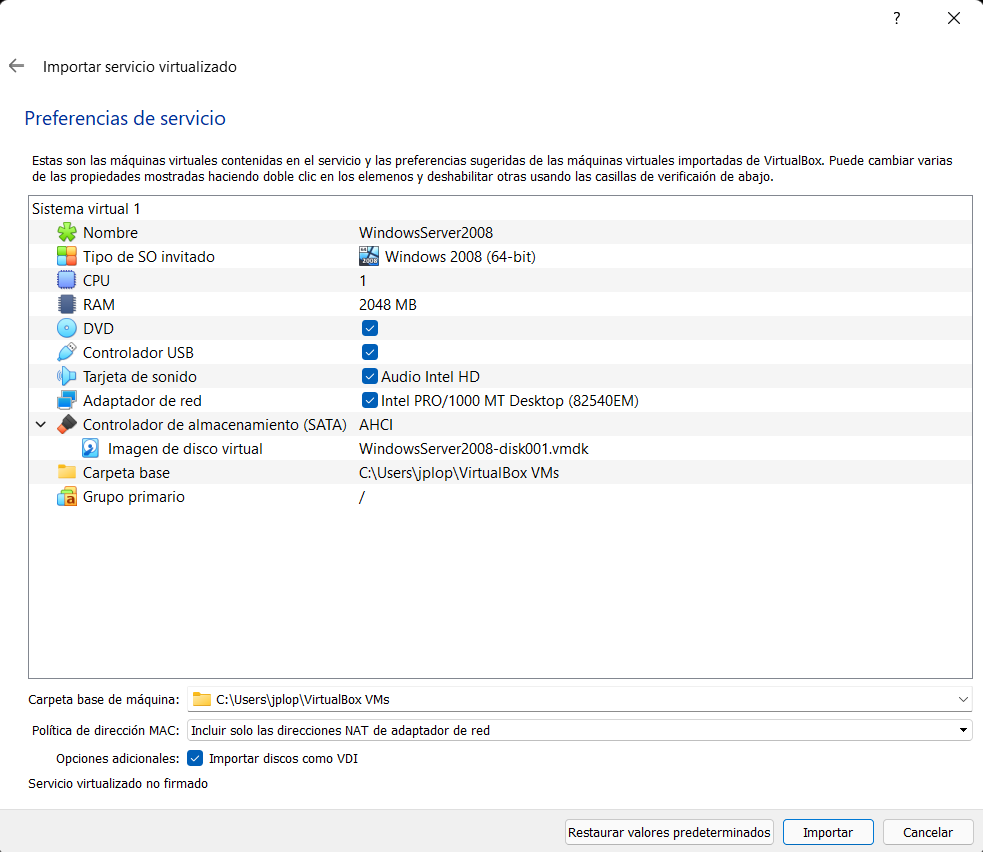 ?
Importar servicio virtualizado
Preferencias de servicio
Estas son las máquinas virtuales contenidas en el servicio y las preferencias sugeridas de las máquinas virtuales importadas de VirtualBox. Puede cambiar varias
de las propiedades mostradas haciendo doble clic en los elemenos y deshabilitar otras usando las casillas de verificaión de abajo.
Sistema virtual 1
Nombre WindowsServer2008
Tipo de SO invitado Windows 2008 (64-bit)
CPU 1
RAM 2048 MB
DVD
Controlador USB
Tarjeta de sonido Audio Intel HD
Adaptador de red Intel PRO/1000 MT Desktop (82540EM)
Controlador de almacenamiento (SATA) AHCI
Imagen de disco virtual WindowsServer2008-disk001.vmdk
Carpeta base C:\Users\jplop\VirtualBox VMs
Grupo primario /
Carpeta base de máquina: C:\Users\jplop\VirtualBox VMs
Política de dirección MAC: Incluir solo las direcciones NAT de adaptador de red
Opciones adicionales: Importar discos como VDI
Servicio virtualizado no firmado
Restaurar valores predeterminados Importar Cancelar